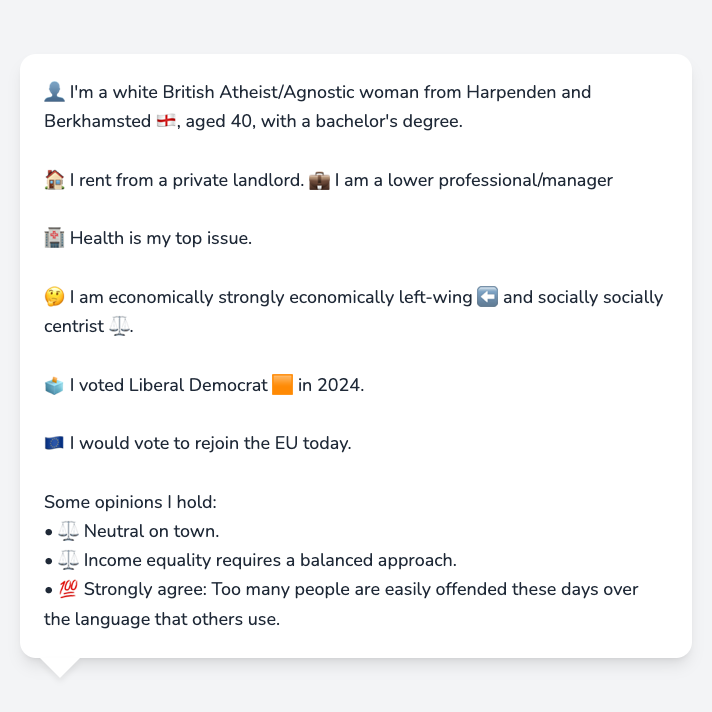 👤 I'm a white British Atheist/Agnostic woman from Harpenden and
Berkhamsted 🏴󠁧󠁢󠁥󠁮󠁧󠁿, aged 40, with a bachelor's degree.
🏠 I rent from a private landlord. 💼 I am a lower professional/manager
🏥 Health is my top issue.
🤔 I am economically strongly economically left-wing ⬅️ and socially socially
centrist ⚖️.
🗳️ I voted Liberal Democrat 🟧 in 2024.
🇪🇺 I would vote to rejoin the EU today.
Some opinions I hold:
• ⚖️ Neutral on town.
• ⚖️ Income equality requires a balanced approach.
• 💯 Strongly agree: Too many people are easily offended these days over
the language that others use.